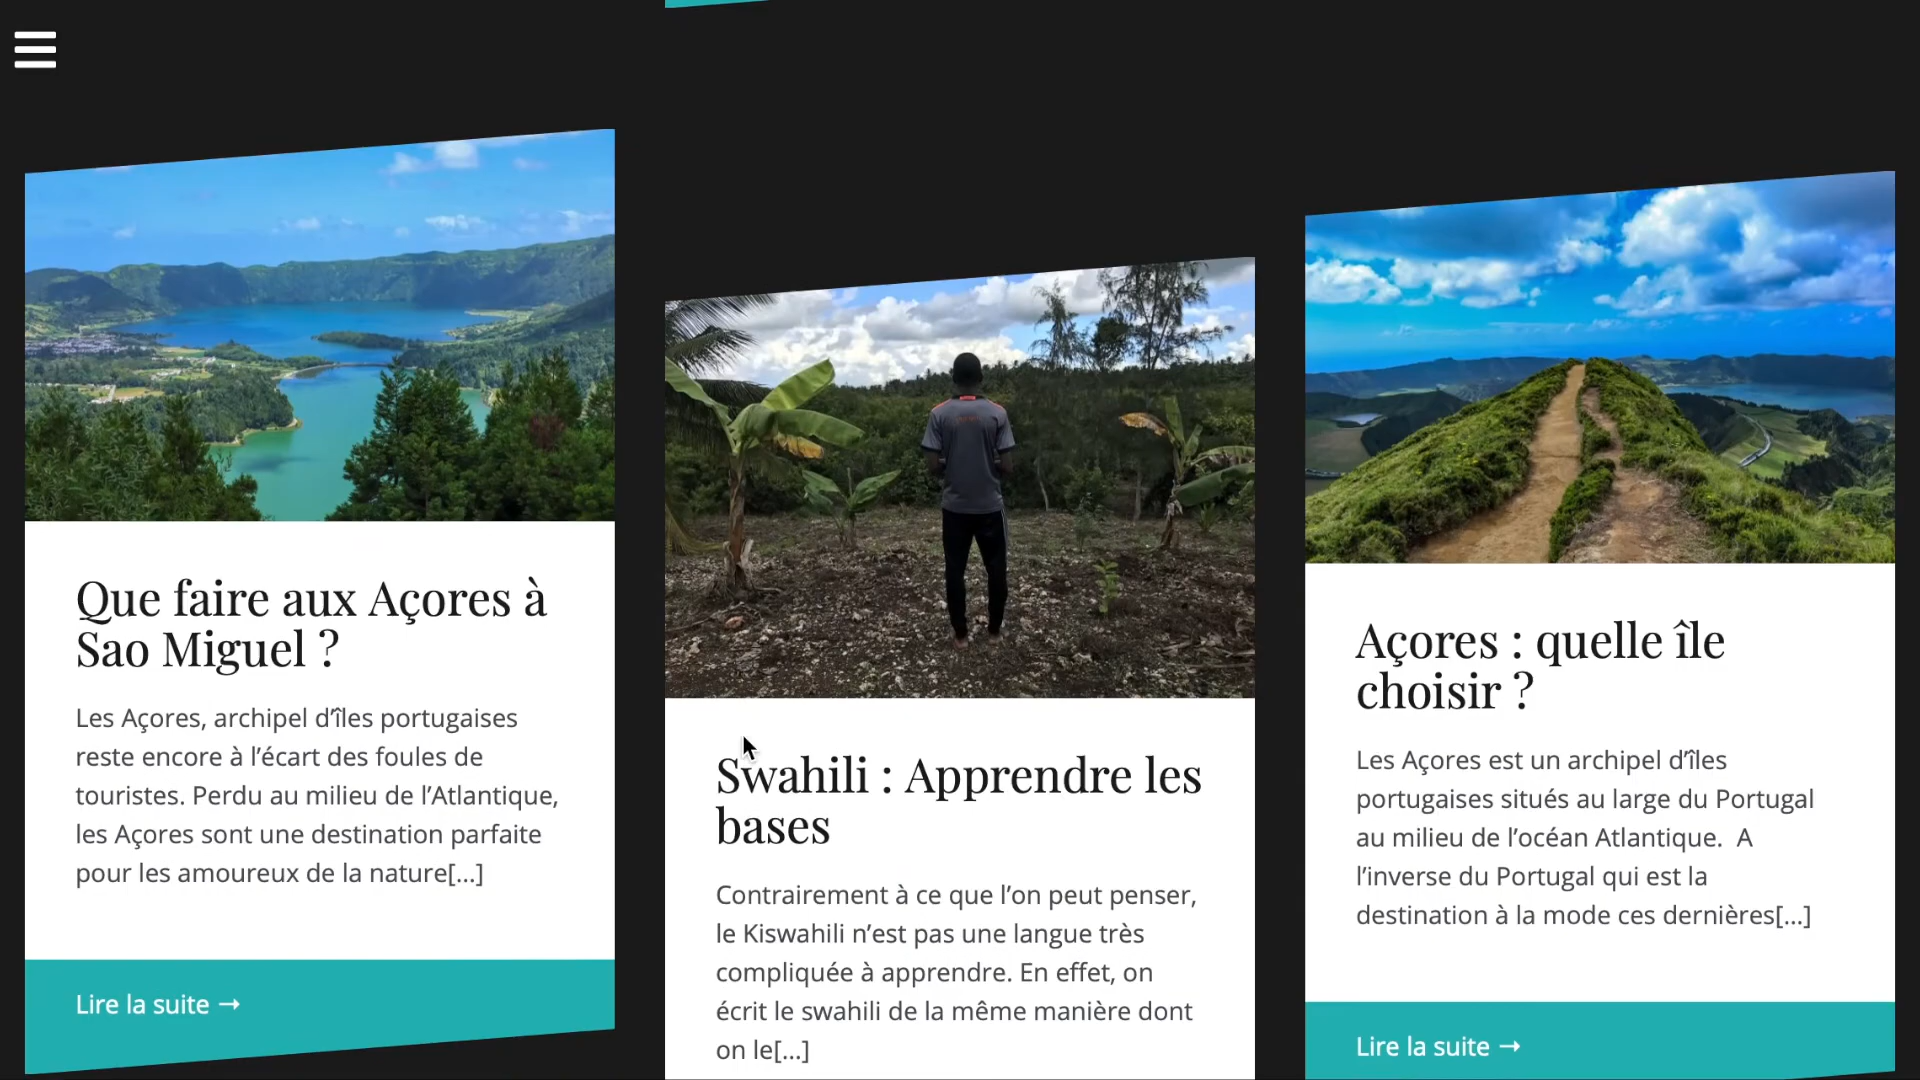 Que faire aux Açores à
Sao Miguel ?
Les Açores, archipel d’îles portugaises
reste encore à l’écart des foules de
touristes. Perdu au milieu de l’Atlantique,
les Açores sont une destination parfaite
pour les amoureux de la nature[...]
Lire la suite →
Swahili : Apprendre les
bases
Contrairement à ce que l’on peut penser,
le Kiswahili n’est pas une langue très
compliquée à apprendre. En effet, on
écrit le swahili de la même manière dont
on le[...]
Açores : quelle île
choisir ?
Les Açores est un archipel d’îles
portugaises situés au large du Portugal
au milieu de l’océan Atlantique.  A
l’inverse du Portugal qui est la
destination à la mode ces dernières[...]
Lire la suite →